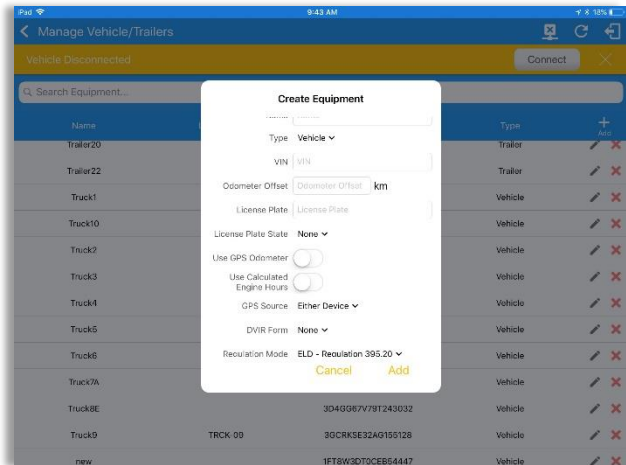 iPad 9:43 AM 18%
Manage Vehicle/Trailers
Vehicle Disconnected Connect
Search Equipment...
Name Type Add
Create Equipment
Trailer20 Trailer
Type Vehicle
VIN VIN
Trailer22 Trailer
Odometer Offset Odometer Offset km
Truck1 Vehicle
License Plate License Plate
Truck10 Vehicle
License Plate State None
Truck2 Vehicle
Use GPS Odometer
Truck3 Vehicle
Use Calculated
Engine Hours
Truck4 Vehicle
GPS Source Either Device
Truck5 Vehicle
DVIR Form None
Truck6 Vehicle
Regulation Mode ELD - Regulation 395.20
Cancel Add
Truck7A Vehicle
Truck8E 3D4GG67V79T243032 Vehicle
Truck9 TRCK-09 3GCRKSE32AG155128 Vehicle
new 1FT8W3DT0CEB54447 Vehicle